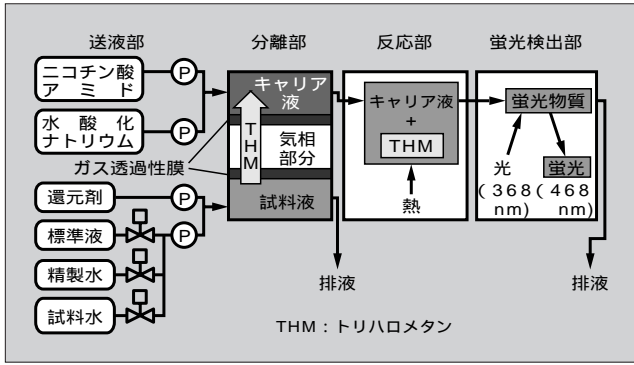 送液部
分離部
反応部
蛍光検出部
ニコチン酸
アミド
P
水酸化
ナトリウム
P
ガス透過性膜
還元剤
P
標準液
P
精製水
試料水
キャリア
液
THM
気相
部分
試料液
排液
キャリア液
+
THM
熱
蛍光物質
光
(368
nm)
蛍光
(468
nm)
排液
THM：トリハロメタン